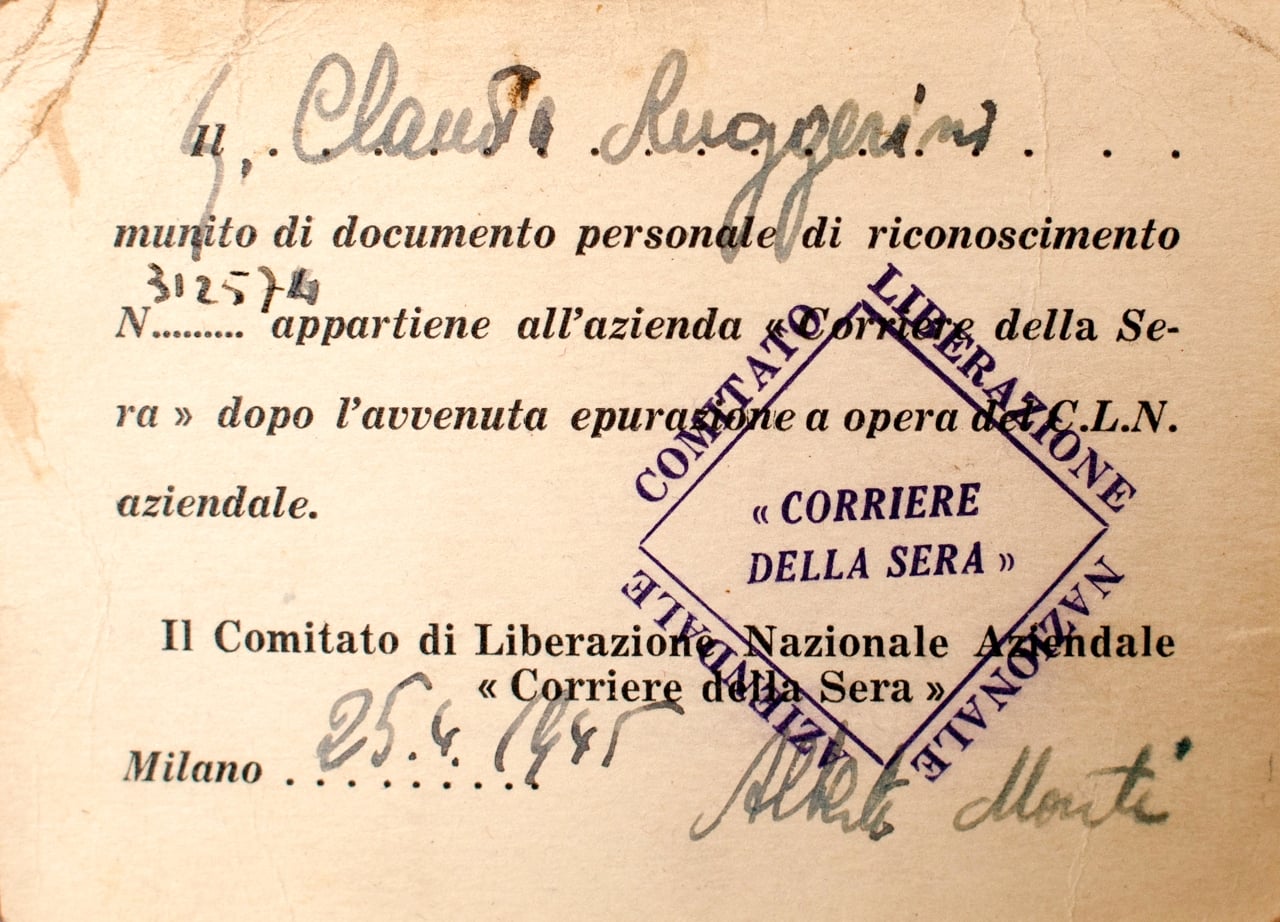 Il, . Claudio Ruggerini . . . .
munito di documento personale di riconoscimento
312574
N......... appartiene all'azienda « Corriere della Se-
ra » dopo l'avvenuta epurazione a opera del C.L.N.
aziendale.
COMITATO
LIBERAZIONE
NAZIONALE
AZIENDALE
« CORRIERE
DELLA SERA »
Il Comitato di Liberazione Nazionale Aziendale
« Corriere della Sera »
Milano 25.4.1945
Monti